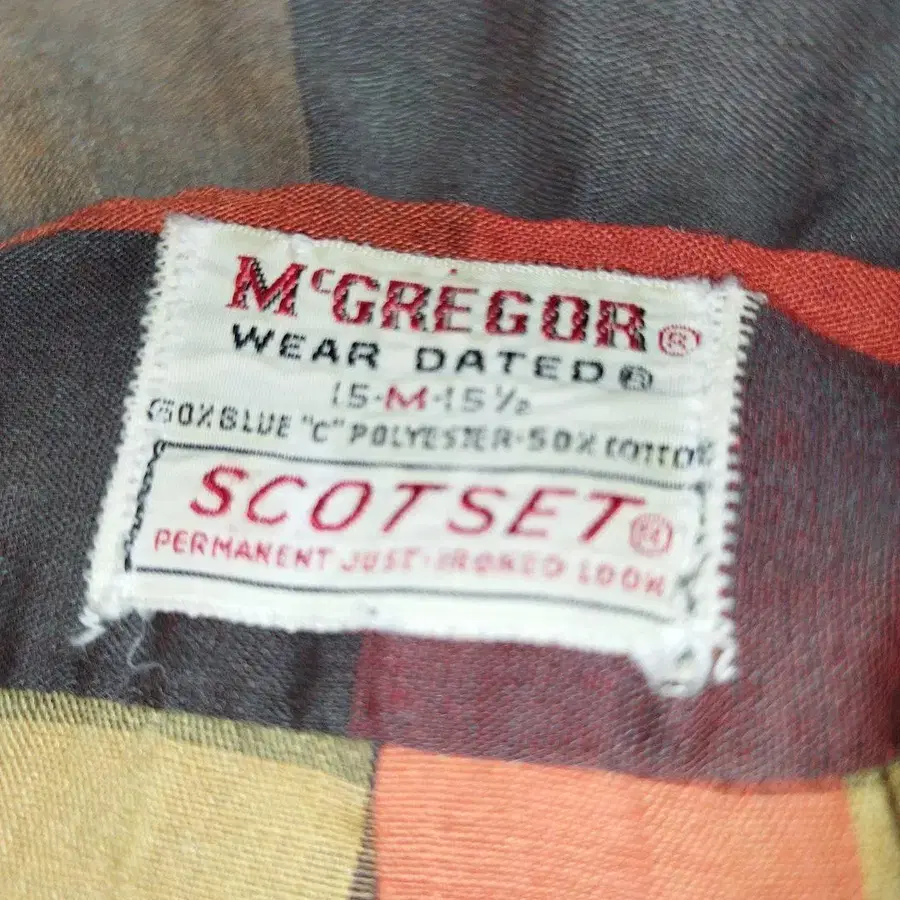 McGREGOR®
WEAR DATED®
15-M-15½
50% BLUE "C" POLYESTER-50% COTTON
SCOTSET®
PERMANENT JUST-IRONED LOOK